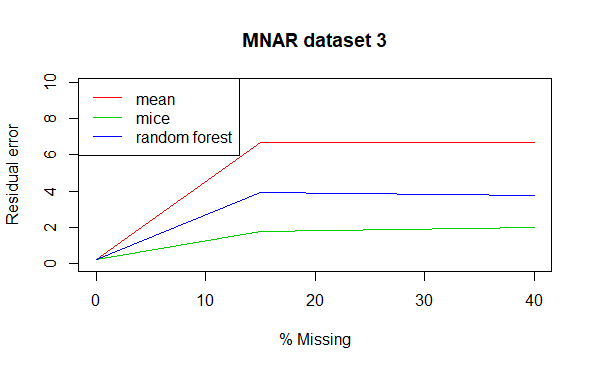 MNAR dataset 3
Residual error
10
8
6
4
2
0
mean
mice
random forest
0 10 20 30 40
% Missing